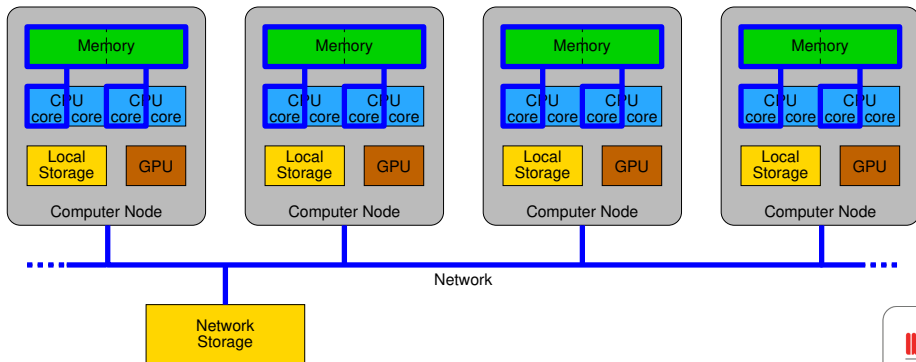 Memory
Memory
Memory
Memory
CPU CPU
core core core core
CPU CPU
core core core core
CPU CPU
core core core core
CPU CPU
core core core core
Local
Storage
GPU
Local
Storage
GPU
Local
Storage
GPU
Local
Storage
GPU
Computer Node
Computer Node
Computer Node
Computer Node
Network
Network
Storage